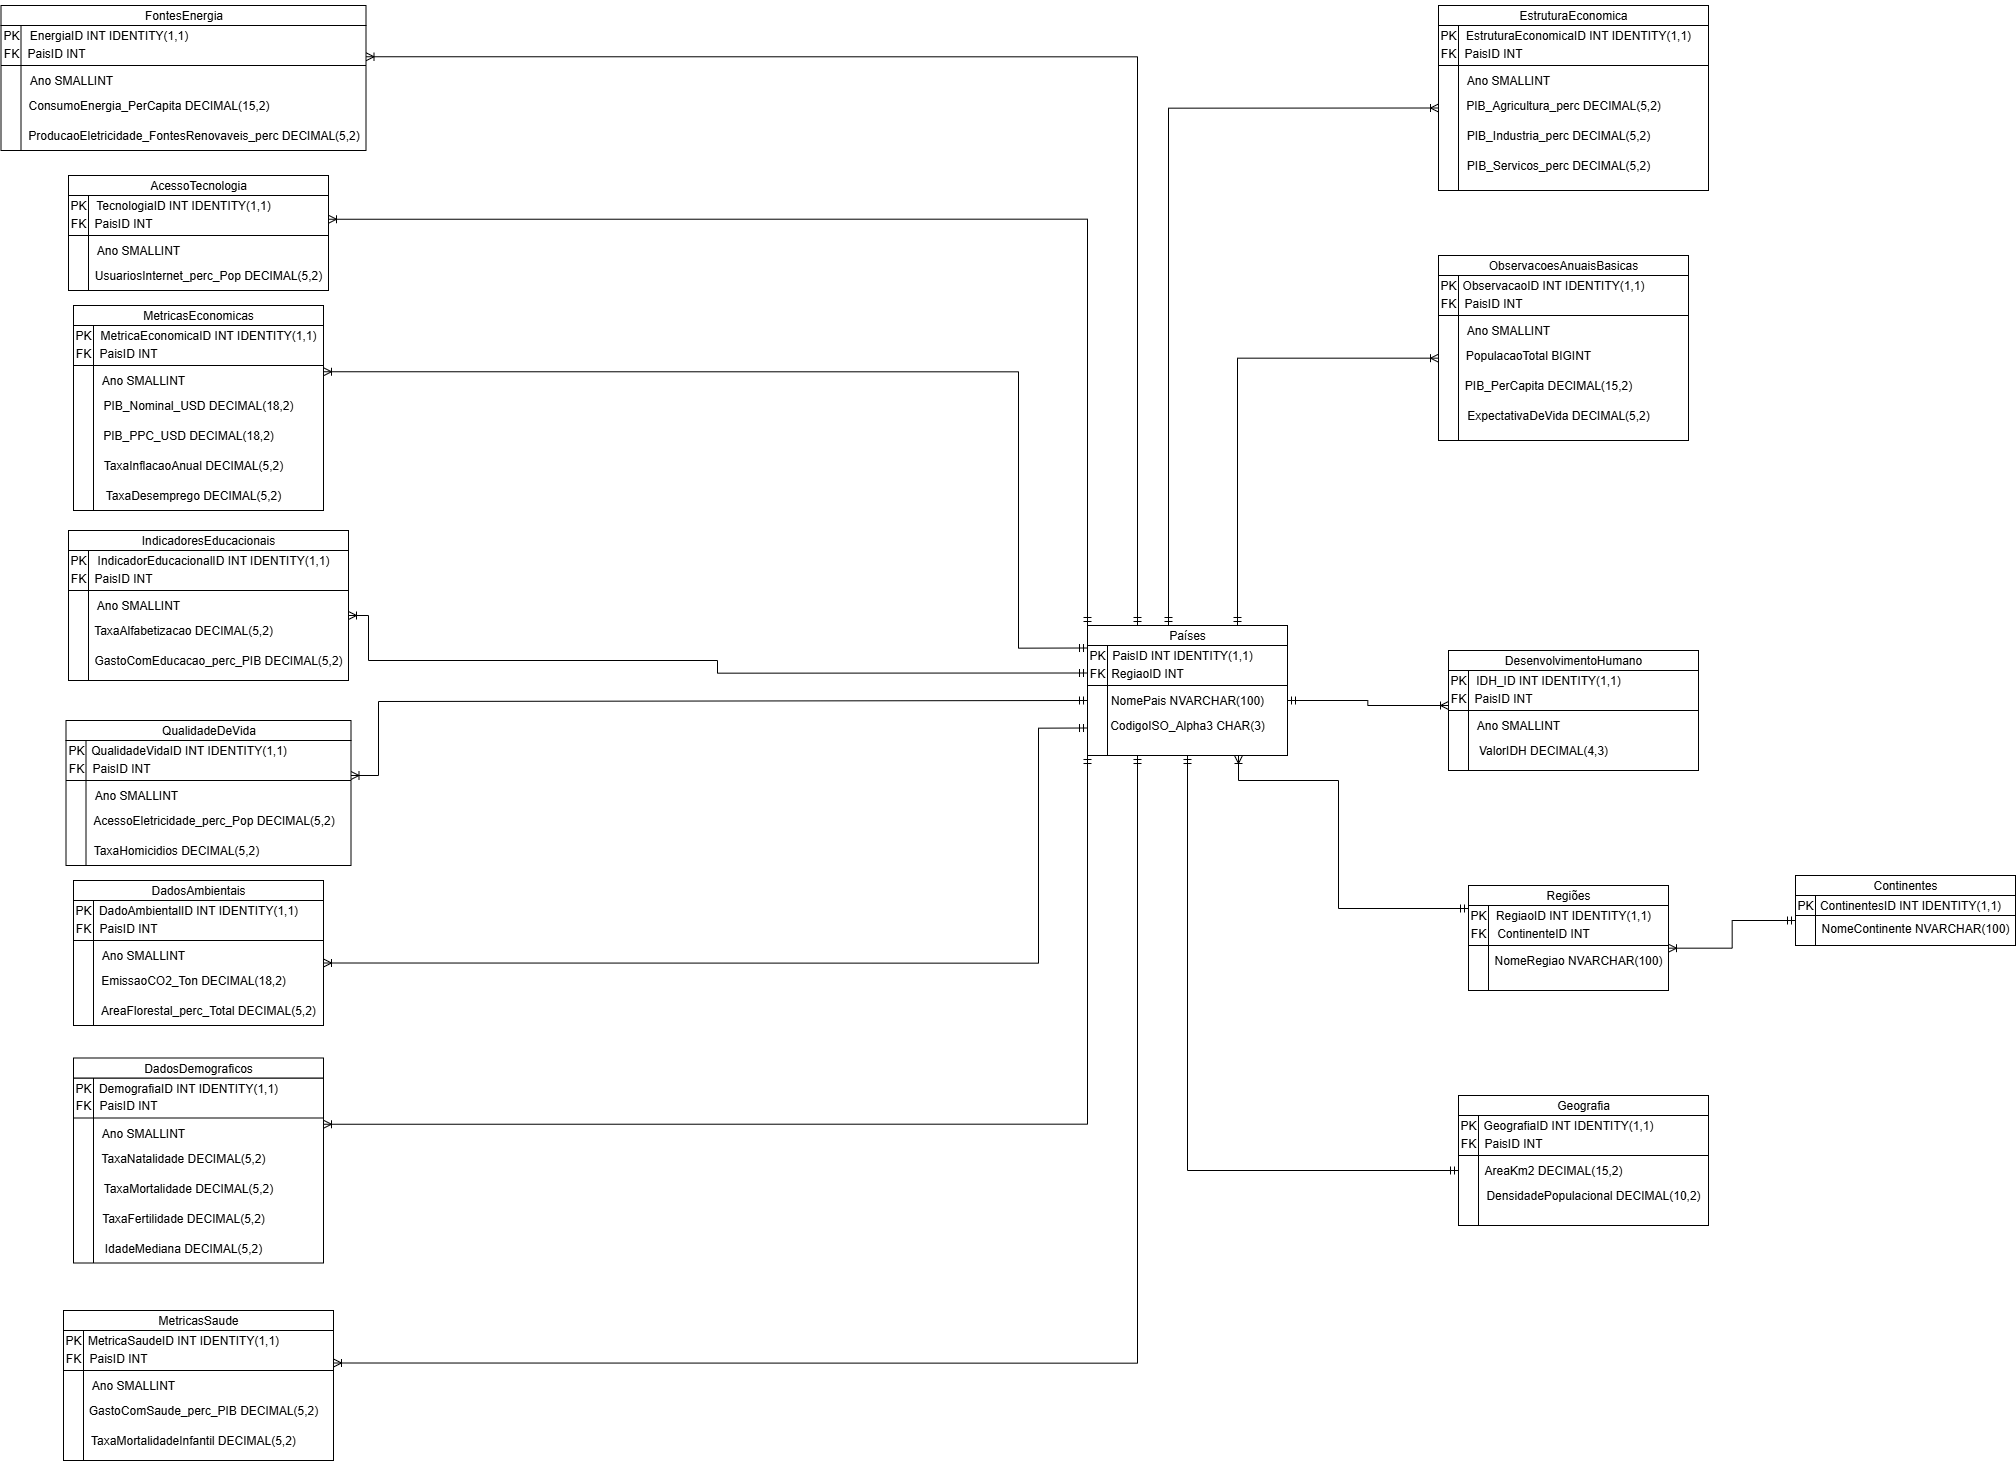 FontesEnergia
PK EnergiaID INT IDENTITY(1,1)
FK PaisID INT
Ano SMALLINT
ConsumoEnergia_PerCapita DECIMAL(15,2)
ProducaoEletricidade_FontesRenovaveis_perc DECIMAL(5,2)
AcessoTecnologia
PK TecnologiaID INT IDENTITY(1,1)
FK PaisID INT
Ano SMALLINT
UsuariosInternet_perc_Pop DECIMAL(5,2)
MetricasEconomicas
PK MetricaEconomicaID INT IDENTITY(1,1)
FK PaisID INT
Ano SMALLINT
PIB_Nominal_USD DECIMAL(18,2)
PIB_PPC_USD DECIMAL(18,2)
TaxaInflacaoAnual DECIMAL(5,2)
TaxaDesemprego DECIMAL(5,2)
IndicadoresEducacionais
PK IndicadorEducacionalID INT IDENTITY(1,1)
FK PaisID INT
Ano SMALLINT
TaxaAlfabetizacao DECIMAL(5,2)
GastoComEducacao_perc_PIB DECIMAL(5,2)
QualidadeDeVida
PK QualidadeVidaID INT IDENTITY(1,1)
FK PaisID INT
Ano SMALLINT
AcessoEletricidade_perc_Pop DECIMAL(5,2)
TaxaHomicidios DECIMAL(5,2)
DadosAmbientais
PK DadoAmbientalID INT IDENTITY(1,1)
FK PaisID INT
Ano SMALLINT
EmissaoCO2_Ton DECIMAL(18,2)
AreaFlorestal_perc_Total DECIMAL(5,2)
DadosDemograficos
PK DemografiaID INT IDENTITY(1,1)
FK PaisID INT
Ano SMALLINT
TaxaNatalidade DECIMAL(5,2)
TaxaMortalidade DECIMAL(5,2)
TaxaFertilidade DECIMAL(5,2)
IdadeMediana DECIMAL(5,2)
MetricasSaude
PK MetricaSaudeID INT IDENTITY(1,1)
FK PaisID INT
Ano SMALLINT
GastoComSaude_perc_PIB DECIMAL(5,2)
TaxaMortalidadeInfantil DECIMAL(5,2)
Países
PK PaisID INT IDENTITY(1,1)
FK RegiaoID INT
NomePais NVARCHAR(100)
CodigoISO_Alpha3 CHAR(3)
EstruturaEconomica
PK EstruturaEconomicaID INT IDENTITY(1,1)
FK PaisID INT
Ano SMALLINT
PIB_Agricultura_perc DECIMAL(5,2)
PIB_Industria_perc DECIMAL(5,2)
PIB_Servicos_perc DECIMAL(5,2)
ObservacoesAnuaisBasicas
PK ObservacaoID INT IDENTITY(1,1)
FK PaisID INT
Ano SMALLINT
PopulacaoTotal BIGINT
PIB_PerCapita DECIMAL(15,2)
ExpectativaDeVida DECIMAL(5,2)
DesenvolvimentoHumano
PK IDH_ID INT IDENTITY(1,1)
FK PaisID INT
Ano SMALLINT
ValorIDH DECIMAL(4,3)
Regiões
PK RegiaoID INT IDENTITY(1,1)
FK ContinenteID INT
NomeRegiao NVARCHAR(100)
Continentes
PK ContinentesID INT IDENTITY(1,1)
NomeContinente NVARCHAR(100)
Geografia
PK GeografiaID INT IDENTITY(1,1)
FK PaisID INT
AreaKm2 DECIMAL(15,2)
DensidadePopulacional DECIMAL(10,2)